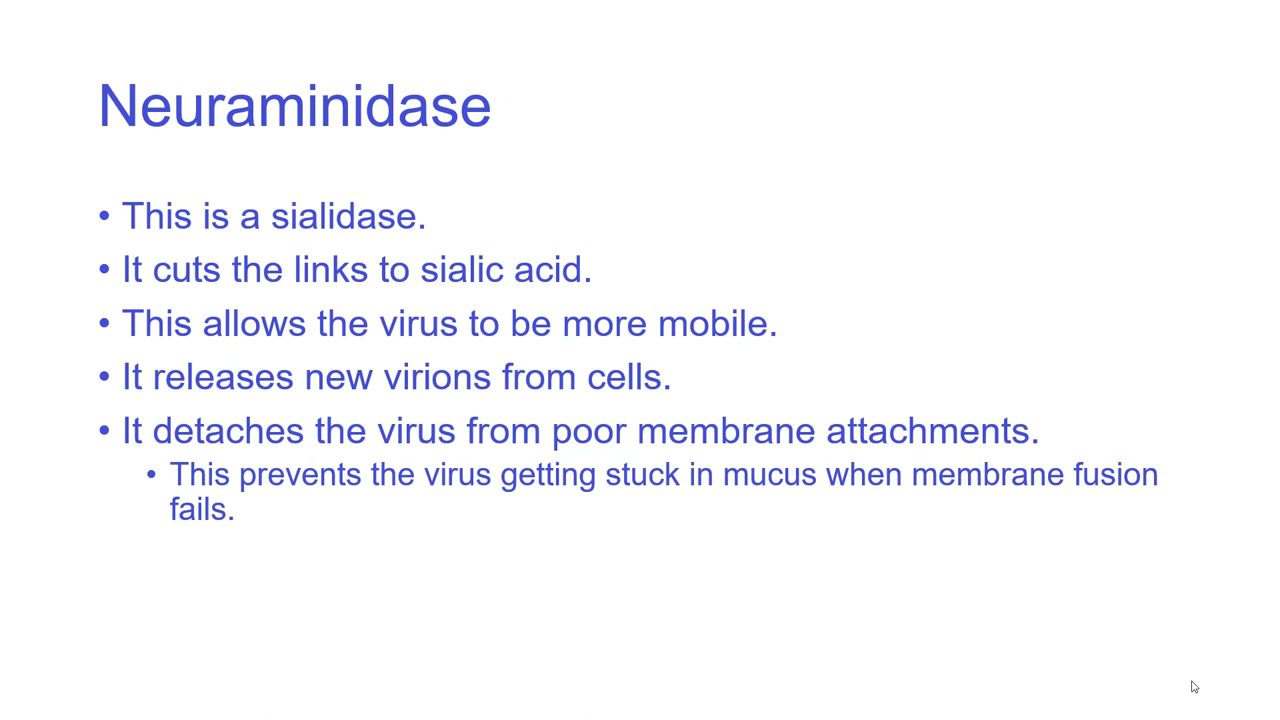 Neuraminidase
• This is a sialidase.
• It cuts the links to sialic acid.
• This allows the virus to be more mobile.
• It releases new virions from cells.
• It detaches the virus from poor membrane attachments.
• This prevents the virus getting stuck in mucus when membrane fusion
fails.